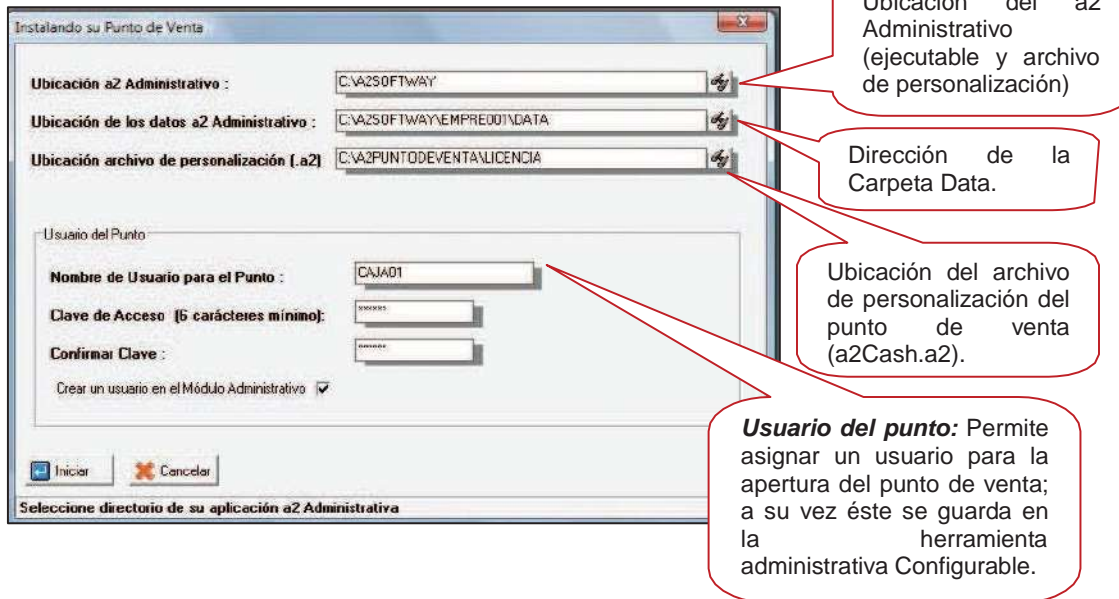 Instalando su Punto de Venta
Ubicación a2 Administrativo :
C:\A2SOFTWAY
Ubicación de los datos a2 Administrativo :
C:\A2SOFTWAY\EMPRE001\DATA
Ubicación archivo de personalización (.a2)
C:\A2PUNTODEVENTA\LICENCIA
Usuario del Punto
Nombre de Usuario para el Punto :
CAJA01
Clave de Acceso (6 carácteres mínimo):
******
Confirmar Clave :
******
Crear un usuario en el Módulo Administrativo
Iniciar
Cancelar
Seleccione directorio de su aplicación a2 Administrativa
Ubicación del a2
Administrativo
(ejecutable y archivo
de personalización)
Dirección de la
Carpeta Data.
Ubicación del archivo
de personalización del
punto de venta
(a2Cash.a2).
Usuario del punto: Permite
asignar un usuario para la
apertura del punto de venta;
a su vez éste se guarda en
la herramienta
administrativa Configurable.